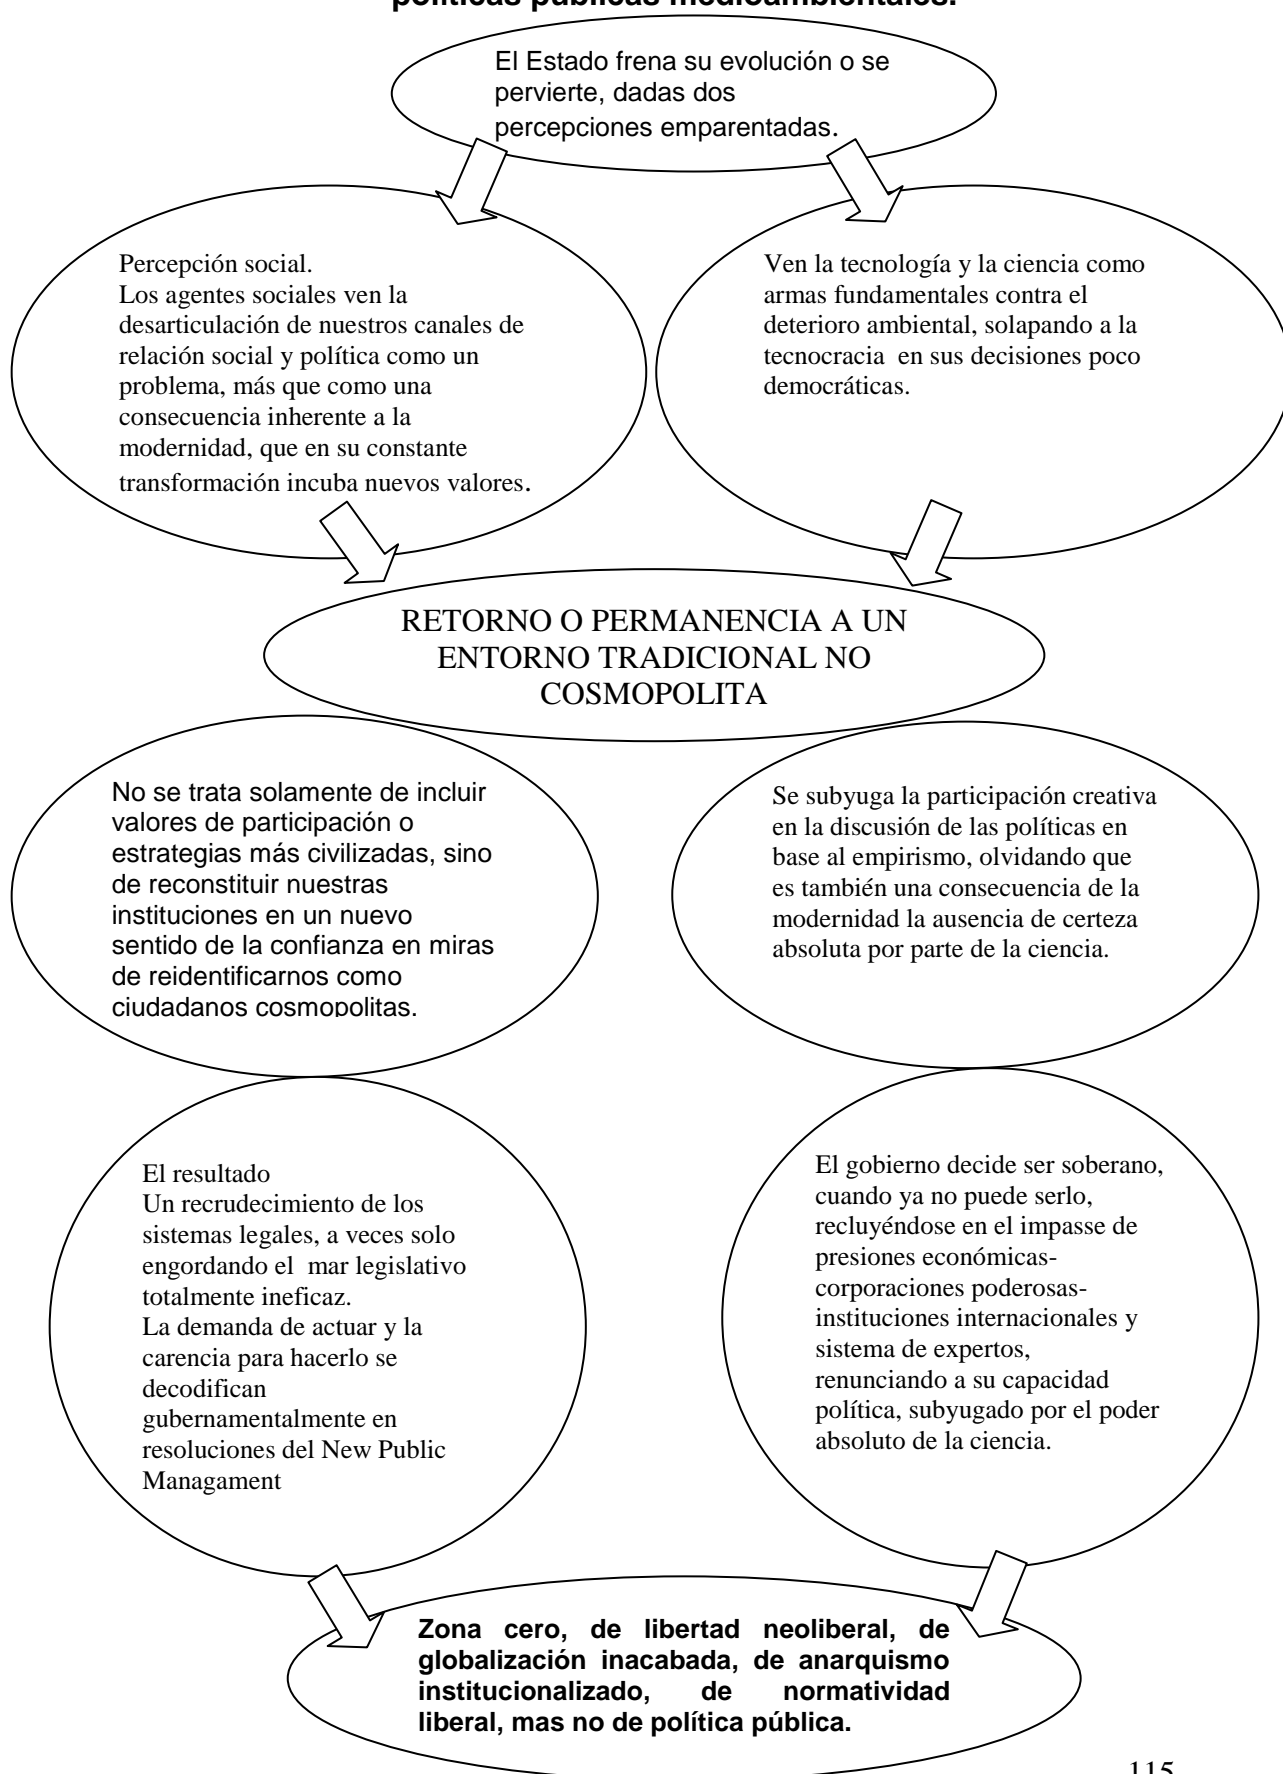 políticas públicas medioambientales.
El Estado frena su evolución o se
pervierte, dadas dos
percepciones emparentadas.
Percepción social.
Los agentes sociales ven la
desarticulación de nuestros canales de
relación social y política como un
problema, más que como una
consecuencia inherente a la
modernidad, que en su constante
transformación incuba nuevos valores.
Ven la tecnología y la ciencia como
armas fundamentales contra el
deterioro ambiental, solapando a la
tecnocracia en sus decisiones poco
democráticas.
RETORNO O PERMANENCIA A UN
ENTORNO TRADICIONAL NO
COSMOPOLITA
No se trata solamente de incluir
valores de participación o
estrategias más civilizadas, sino
de reconstituir nuestras
instituciones en un nuevo
sentido de la confianza en miras
de reidentificarnos como
ciudadanos cosmopolitas.
Se subyuga la participación creativa
en la discusión de las políticas en
base al empirismo, olvidando que
es también una consecuencia de la
modernidad la ausencia de certeza
absoluta por parte de la ciencia.
El resultado
Un recrudecimiento de los
sistemas legales, a veces solo
engordando el mar legislativo
totalmente ineficaz.
La demanda de actuar y la
carencia para hacerlo se
decodifican
gubernamentalmente en
resoluciones del New Public
Managament
El gobierno decide ser soberano,
cuando ya no puede serlo,
recluyéndose en el impasse de
presiones económicas-
corporaciones poderosas-
instituciones internacionales y
sistema de expertos,
renunciando a su capacidad
política, subyugado por el poder
absoluto de la ciencia.
Zona cero, de libertad neoliberal, de
globalización inacabada, de anarquismo
institucionalizado, de normatividad
liberal, mas no de política pública.
115